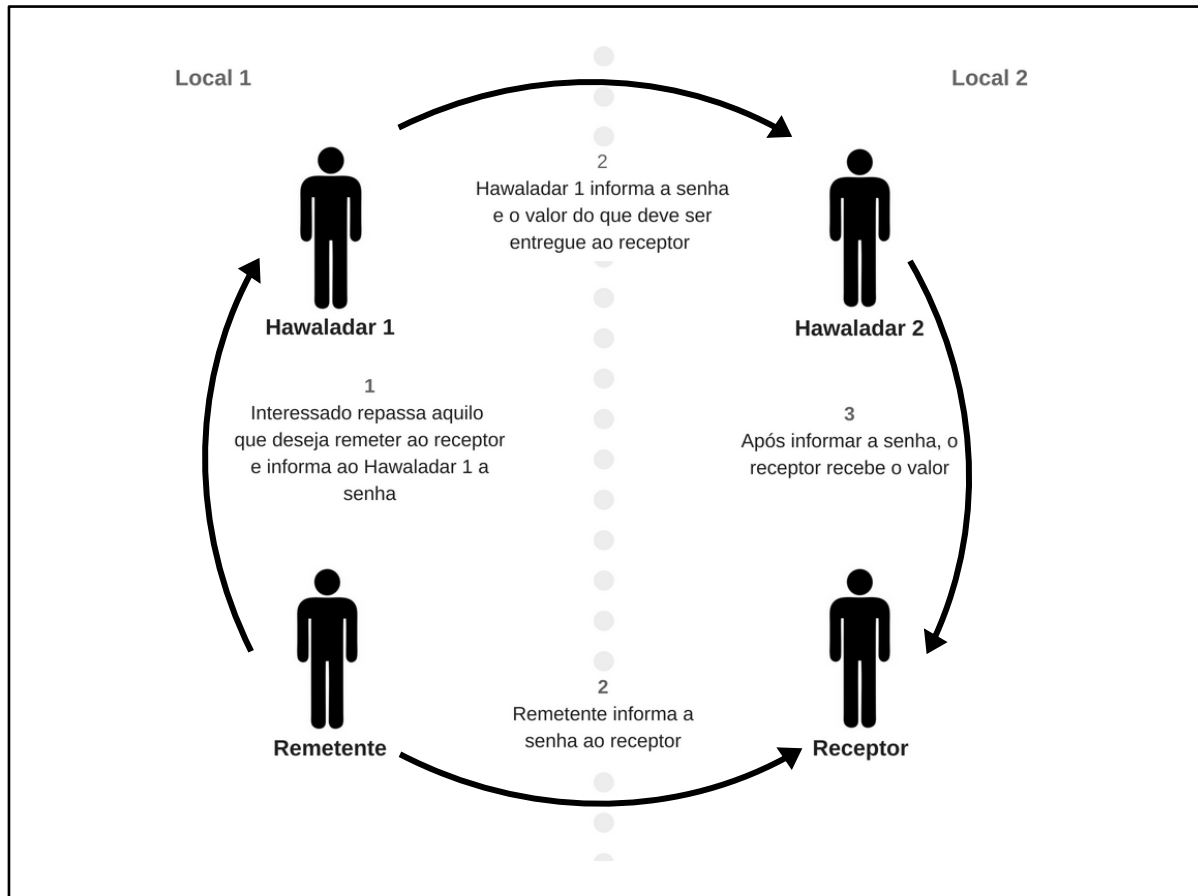 Local 1
Local 2
2
Hawaladar 1 informa a senha
e o valor do que deve ser
entregue ao receptor
Hawaladar 1
Hawaladar 2
1
Interessado repassa aquilo
que deseja remeter ao receptor
e informa ao Hawaladar 1 a
senha
3
Após informar a senha, o
receptor recebe o valor
2
Remetente informa a
senha ao receptor
Remetente
Receptor